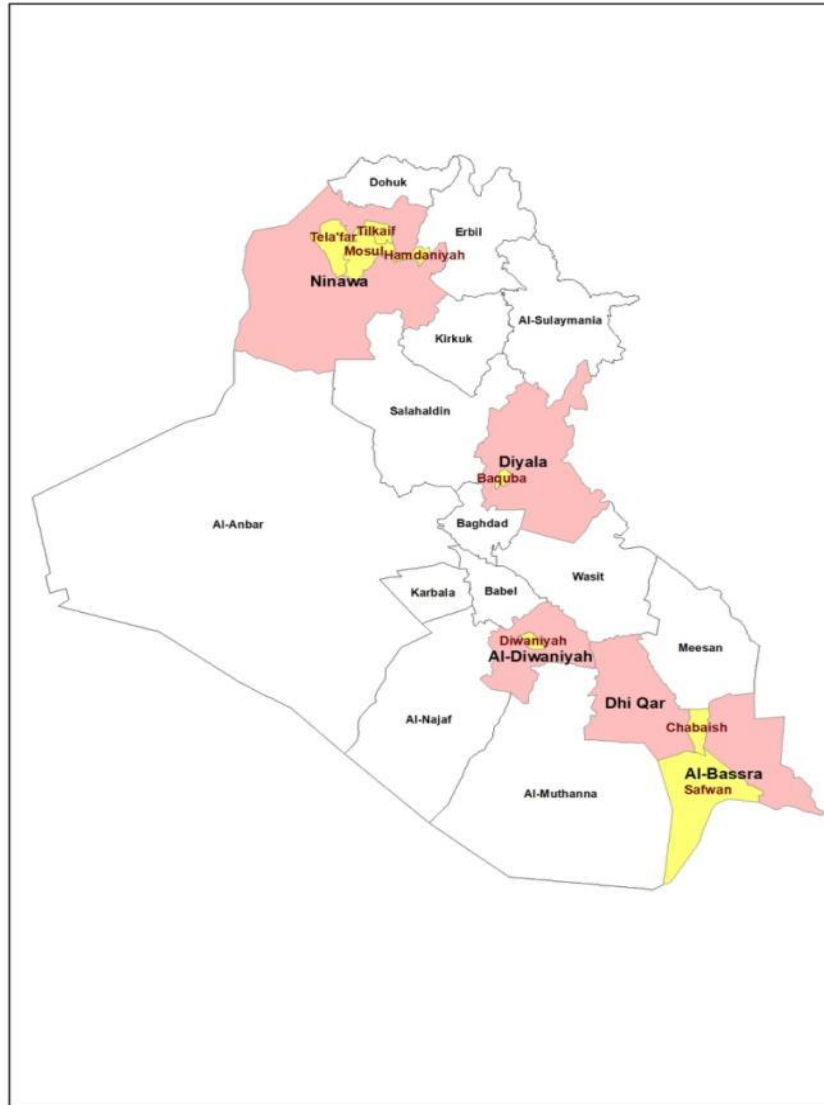 Dohuk
Tela'far
Tilkaif
Erbil
Mosul
Hamdaniyah
Ninawa
Al-Sulaymania
Kirkuk
Salahaldin
Diyala
Baquba
Al-Anbar
Baghdad
Wasit
Karbala
Babel
Diwaniyah
Al-Diwaniyah
Meesan
Dhi Qar
Al-Najaf
Chabaish
Al-Bassra
Safwan
Al-Muthanna